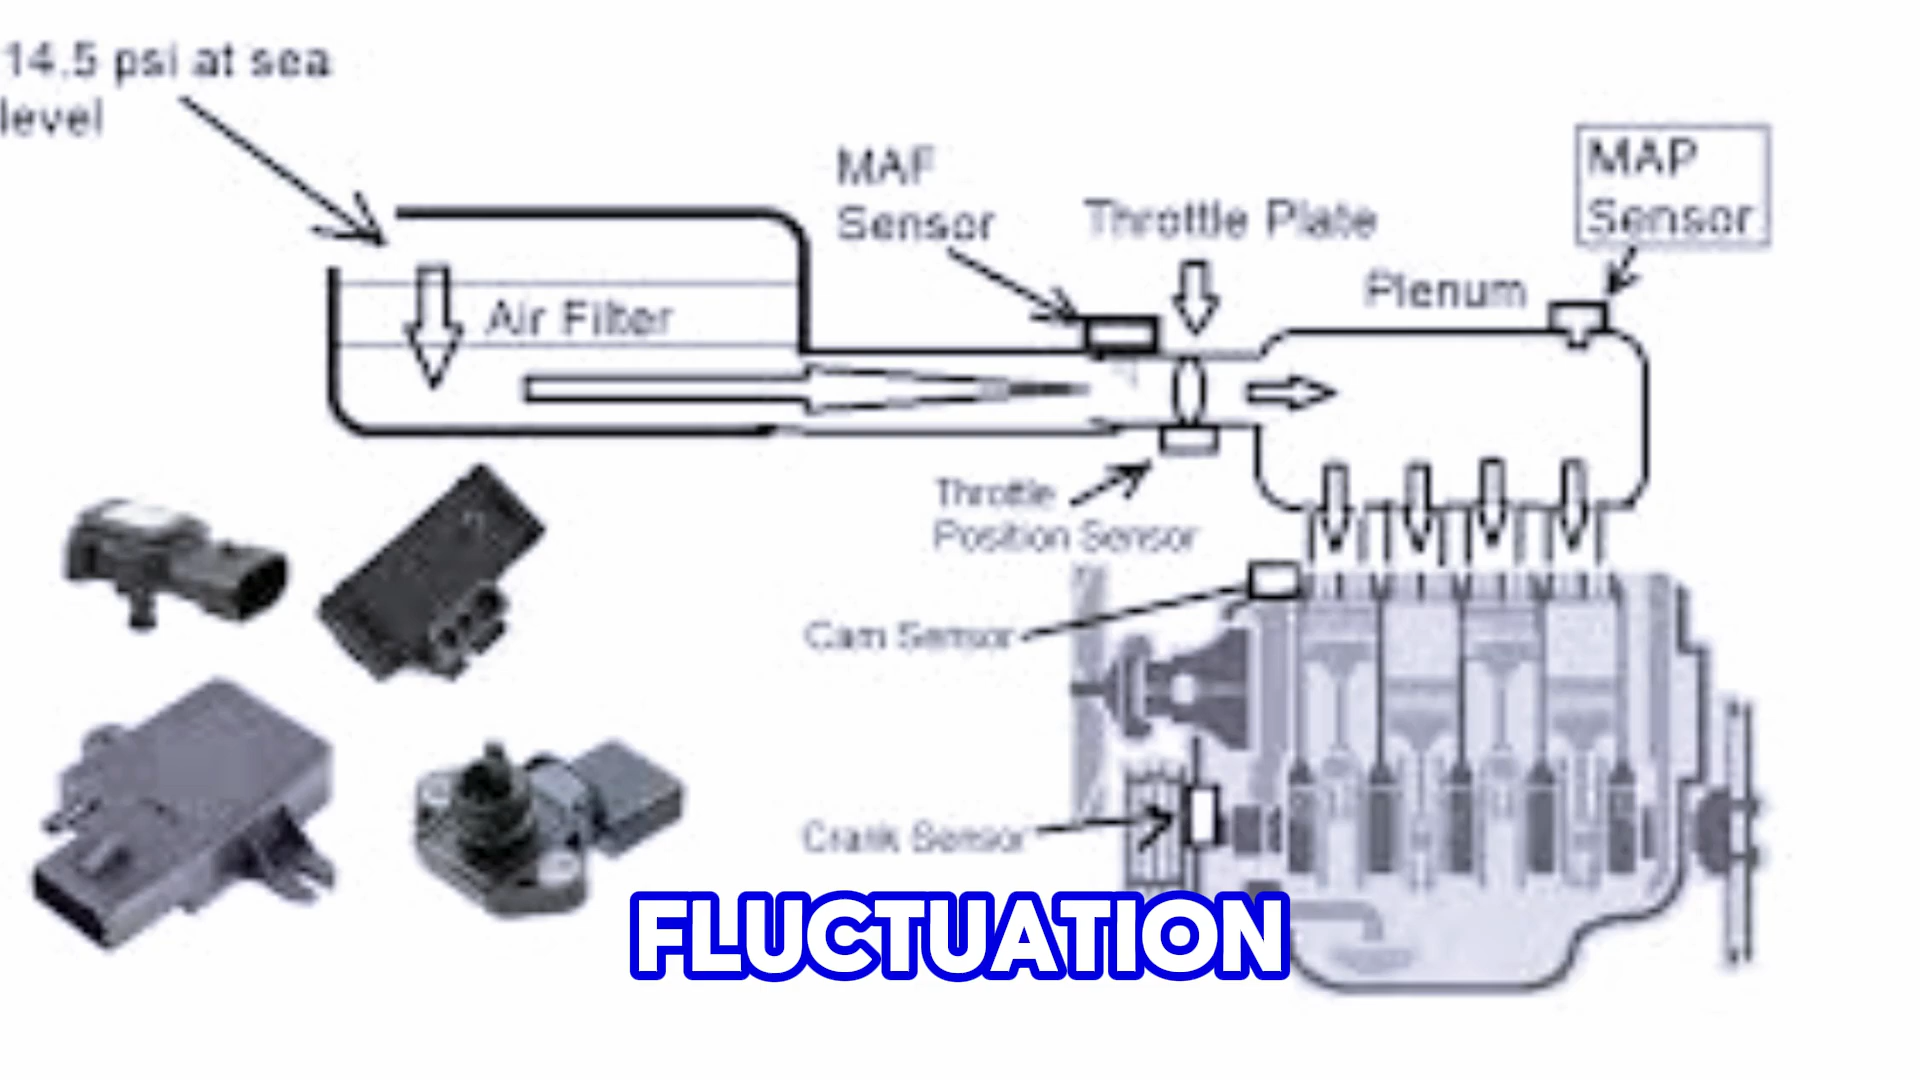 14.5 psi at sea
level
MAF
Sensor
Throttle Plate
MAP
Sensor
Plenum
Air Filter
Throttle
Position Sensor
Cam Sensor
Crank Sensor
FLUCTUATION